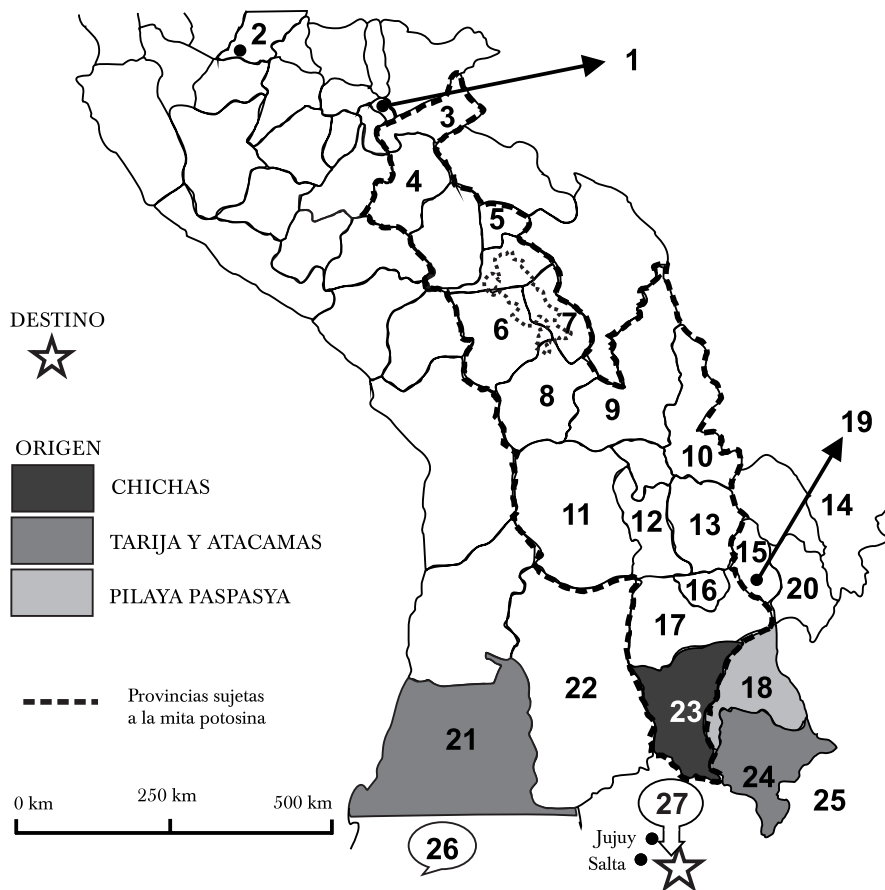 2
1
3
4
5
DESTINO
6
7
8
9
19
ORIGEN
10
CHICHAS
11
12
13
14
TARIJA Y ATACAMAS
15
16
20
PILAYA PASPASYA
17
22
18
Provincias sujetas
a la mita potosina
23
21
24
0 km
250 km
500 km
27
25
26
Jujuy
Salta